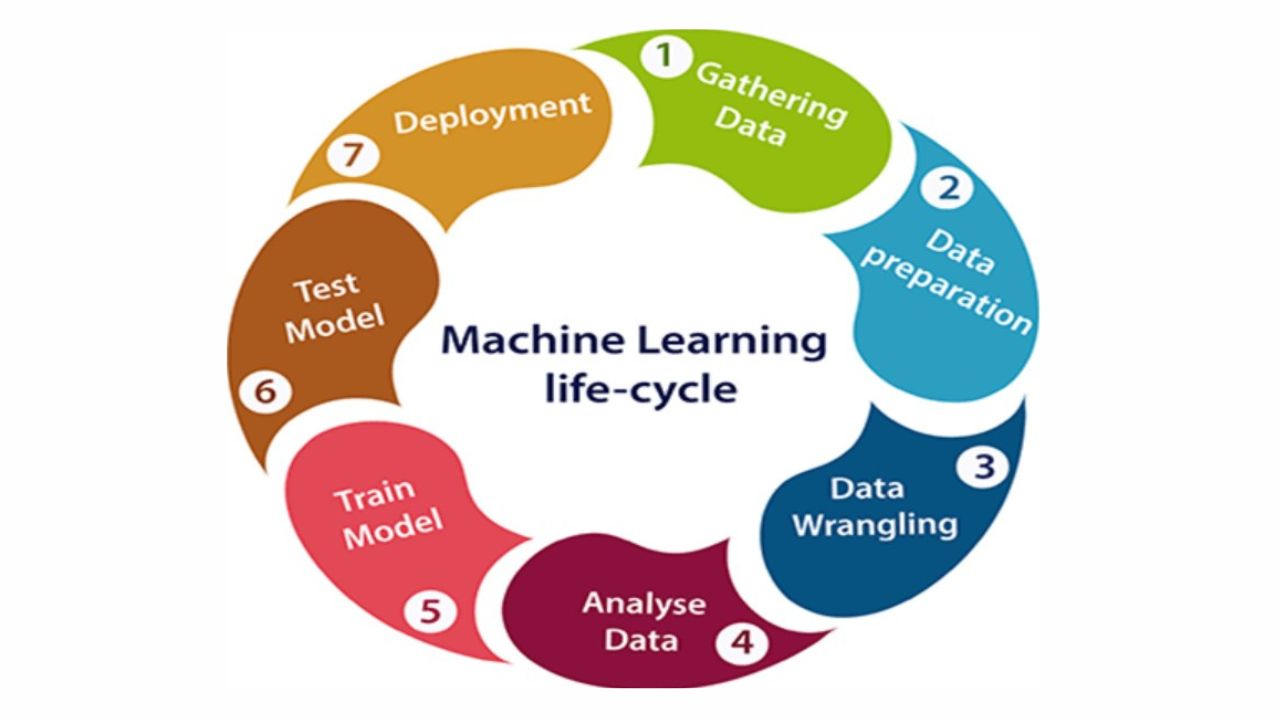 Machine Learning
life-cycle
1
Gathering
Data
2
Data
preparation
3
Data
Wrangling
Analyse
Data
4
Train
Model
5
Test
Model
6
Deployment
7